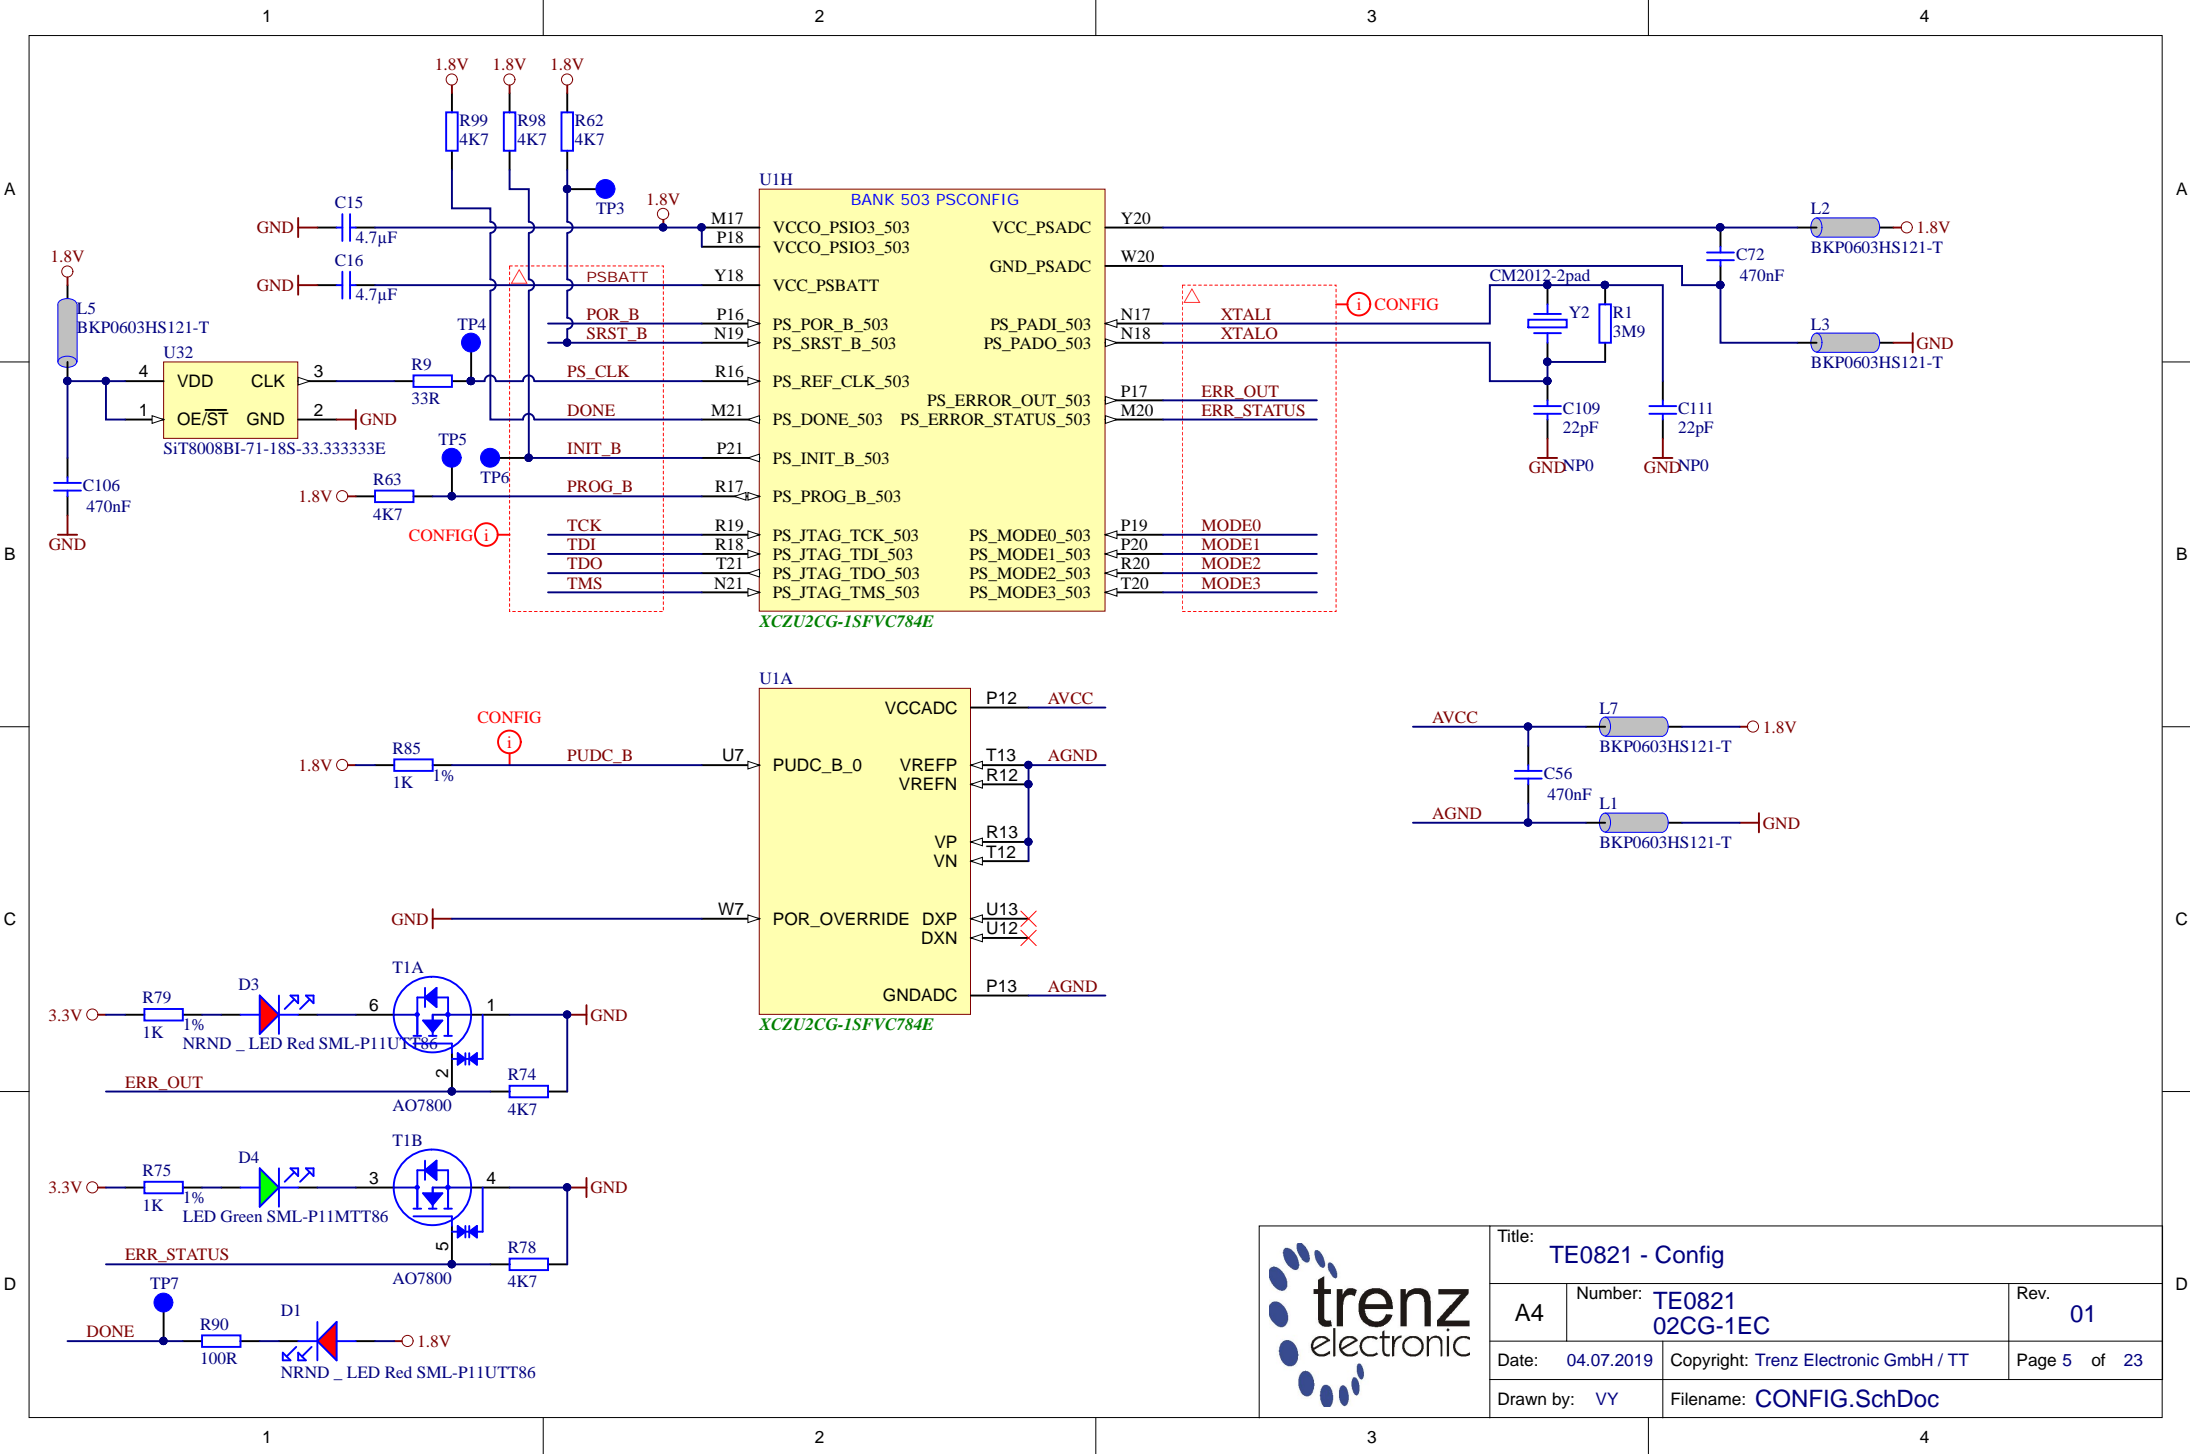 1 2 3 4
A A
B B
C C
D D
1.8V 1.8V 1.8V
R99
4K7
R98
4K7
R62
4K7
TP3
1.8V
C15
GND
4.7µF
C16
GND
4.7µF
1.8V
L5
BKP0603HS121-T
U32
4 VDD CLK 3
1 OE/ST GND 2 GND
SiT8008BI-71-18S-33.333333E
C106
470nF
GND
TP4
R9
33R
TP5
TP6
1.8V
R63
4K7
CONFIG
i
PSBATT
POR_B
SRST_B
PS_CLK
DONE
INIT_B
PROG_B
TCK
TDI
TDO
TMS
U1H
BANK 503 PSCONFIG
M17 VCCO_PSIO3_503
P18 VCCO_PSIO3_503
Y18 VCC_PSBATT
P16 PS_POR_B_503
N19 PS_SRST_B_503
R16 PS_REF_CLK_503
M21 PS_DONE_503
P21 PS_INIT_B_503
R17 PS_PROG_B_503
R19 PS_JTAG_TCK_503
R18 PS_JTAG_TDI_503
T21 PS_JTAG_TDO_503
N21 PS_JTAG_TMS_503
VCC_PSADC Y20
GND_PSADC W20
PS_PADI_503 N17 XTALI
PS_PADO_503 N18 XTALO
PS_ERROR_OUT_503 P17 ERR_OUT
PS_ERROR_STATUS_503 M20 ERR_STATUS
PS_MODE0_503 P19 MODE0
PS_MODE1_503 P20 MODE1
PS_MODE2_503 R20 MODE2
PS_MODE3_503 T20 MODE3
XCZU2CG-1SFVC784E
i CONFIG
CM2012-2pad
Y2
R1
3M9
C109
22pF
GND NP0
C111
22pF
GND NP0
C72
470nF
L2
1.8V
BKP0603HS121-T
L3
GND
BKP0603HS121-T
U1A
VCCADC P12 AVCC
CONFIG
i
1.8V
R85
1K
1%
PUDC_B
U7 PUDC_B_0
VREFP T13 AGND
VREFN R12
VP R13
VN T12
GND
W7 POR_OVERRIDE
DXP U13
DXN U12
GNDADC P13 AGND
XCZU2CG-1SFVC784E
AVCC
L7
1.8V
BKP0603HS121-T
C56
470nF
AGND
L1
GND
BKP0603HS121-T
3.3V
R79
1K
1%
D3
NRND _ LED Red SML-P11UTT86
T1A
6 1
2
GND
ERR_OUT
AO7800
R74
4K7
3.3V
R75
1K
1%
D4
LED Green SML-P11MTT86
T1B
3 4
5
GND
ERR_STATUS
AO7800
R78
4K7
TP7
DONE
R90
100R
D1
1.8V
NRND _ LED Red SML-P11UTT86
trenz
electronic
Title:
TE0821 - Config
A4
Number: TE0821
02CG-1EC
Rev.
01
Date: 04.07.2019
Copyright: Trenz Electronic GmbH / TT
Page 5 of 23
Drawn by: VY
Filename: CONFIG.SchDoc
1 2 3 4